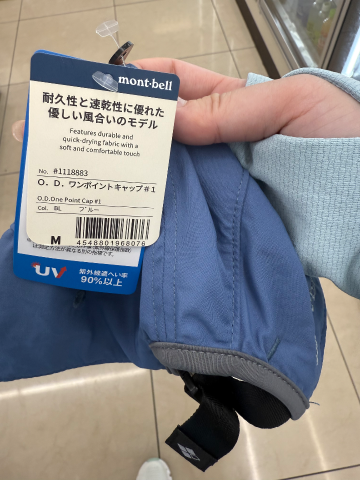 mont-bell
耐久性と速乾性に優れた
優しい風合いのモデル
Features durable and
quick-drying fabric with a
soft and comfortable touch
No. #1118883
O. D. ワンポイントキャップ#1
O.D.One Point Cap #1
Col. BL ブルー
M
4548801968076
UV 紫外線遮へい率
90%以上